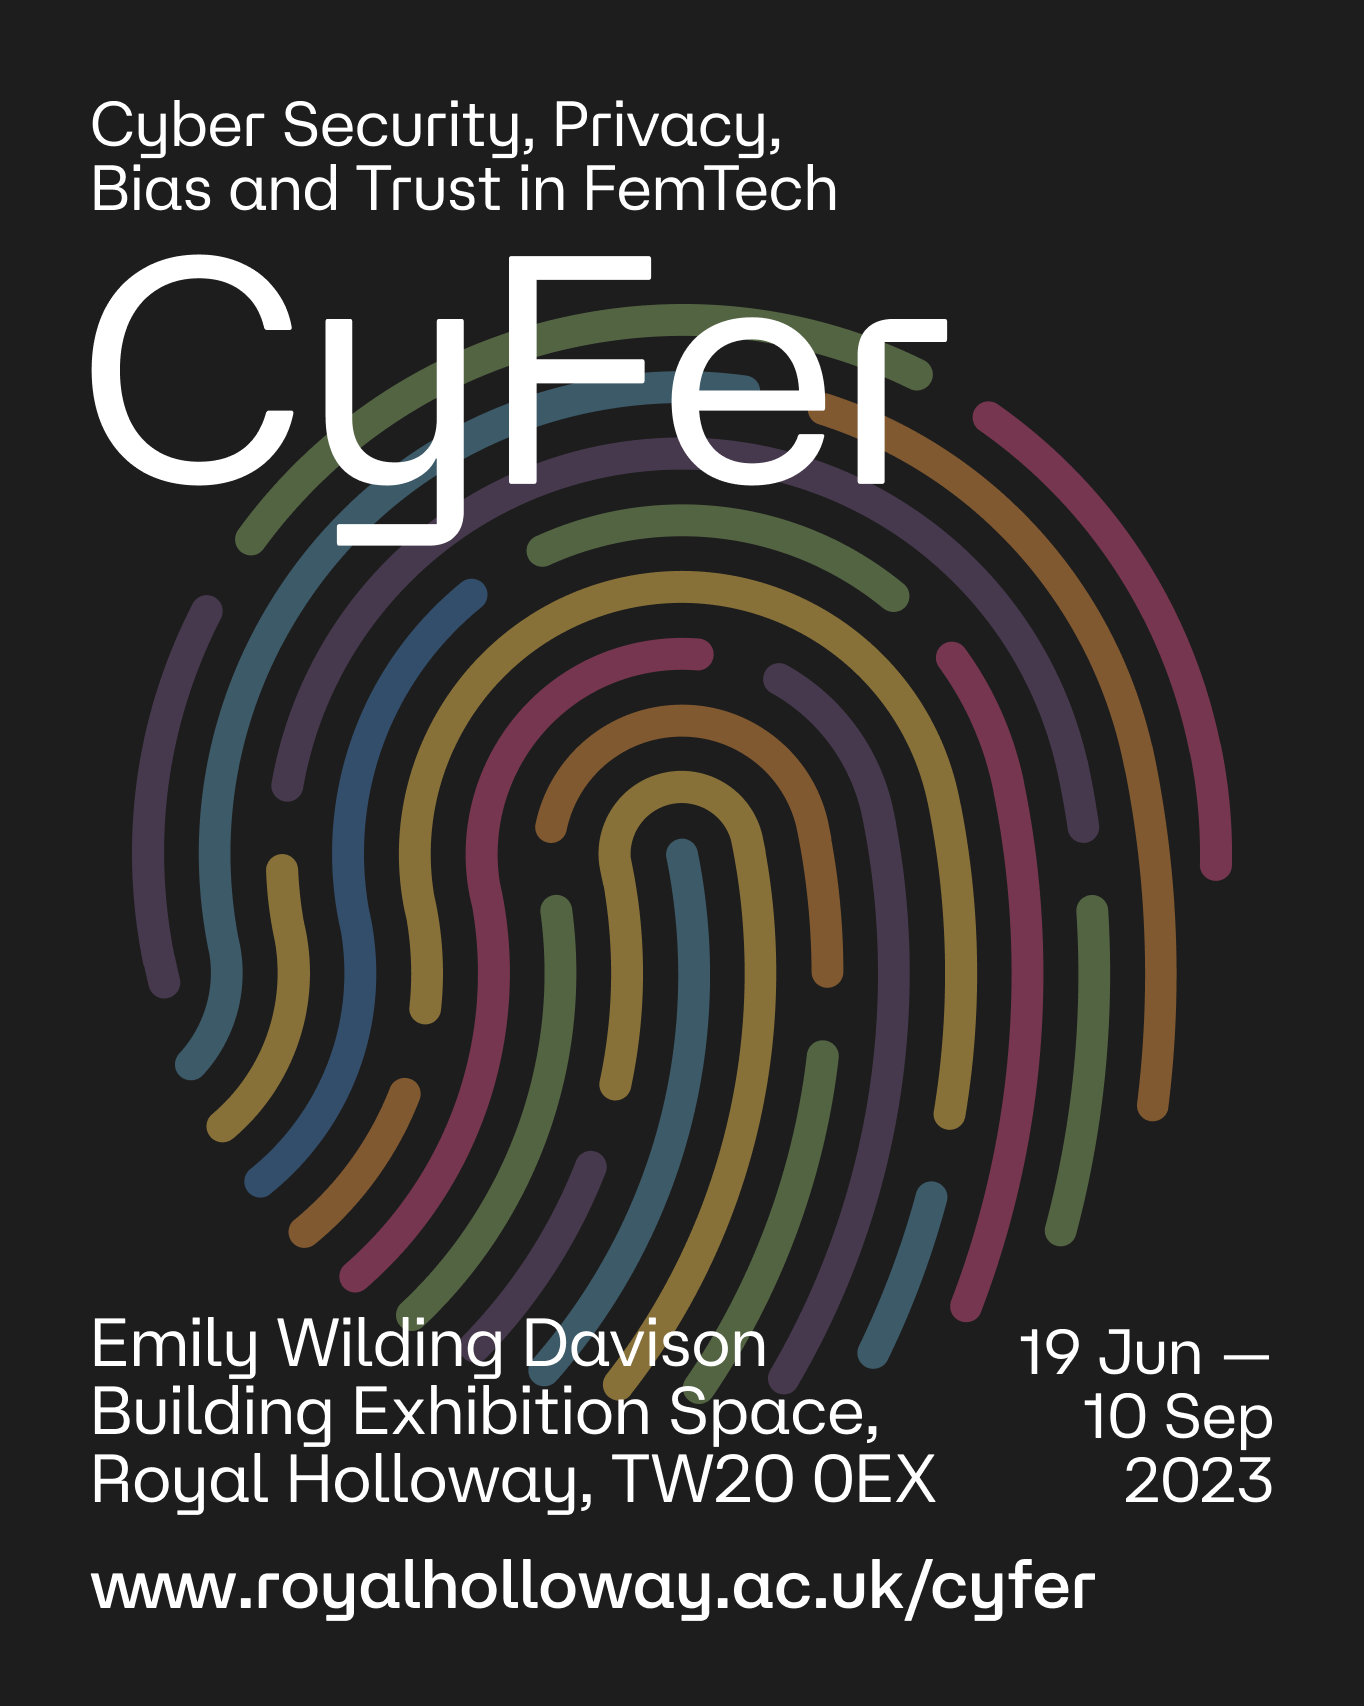 Cyber Security, Privacy,
Bias and Trust in FemTech
CyFer
Emily Wilding Davison
Building Exhibition Space,
Royal Holloway, TW20 0EX
19 Jun —
10 Sep
2023
www.royalholloway.ac.uk/cyfer